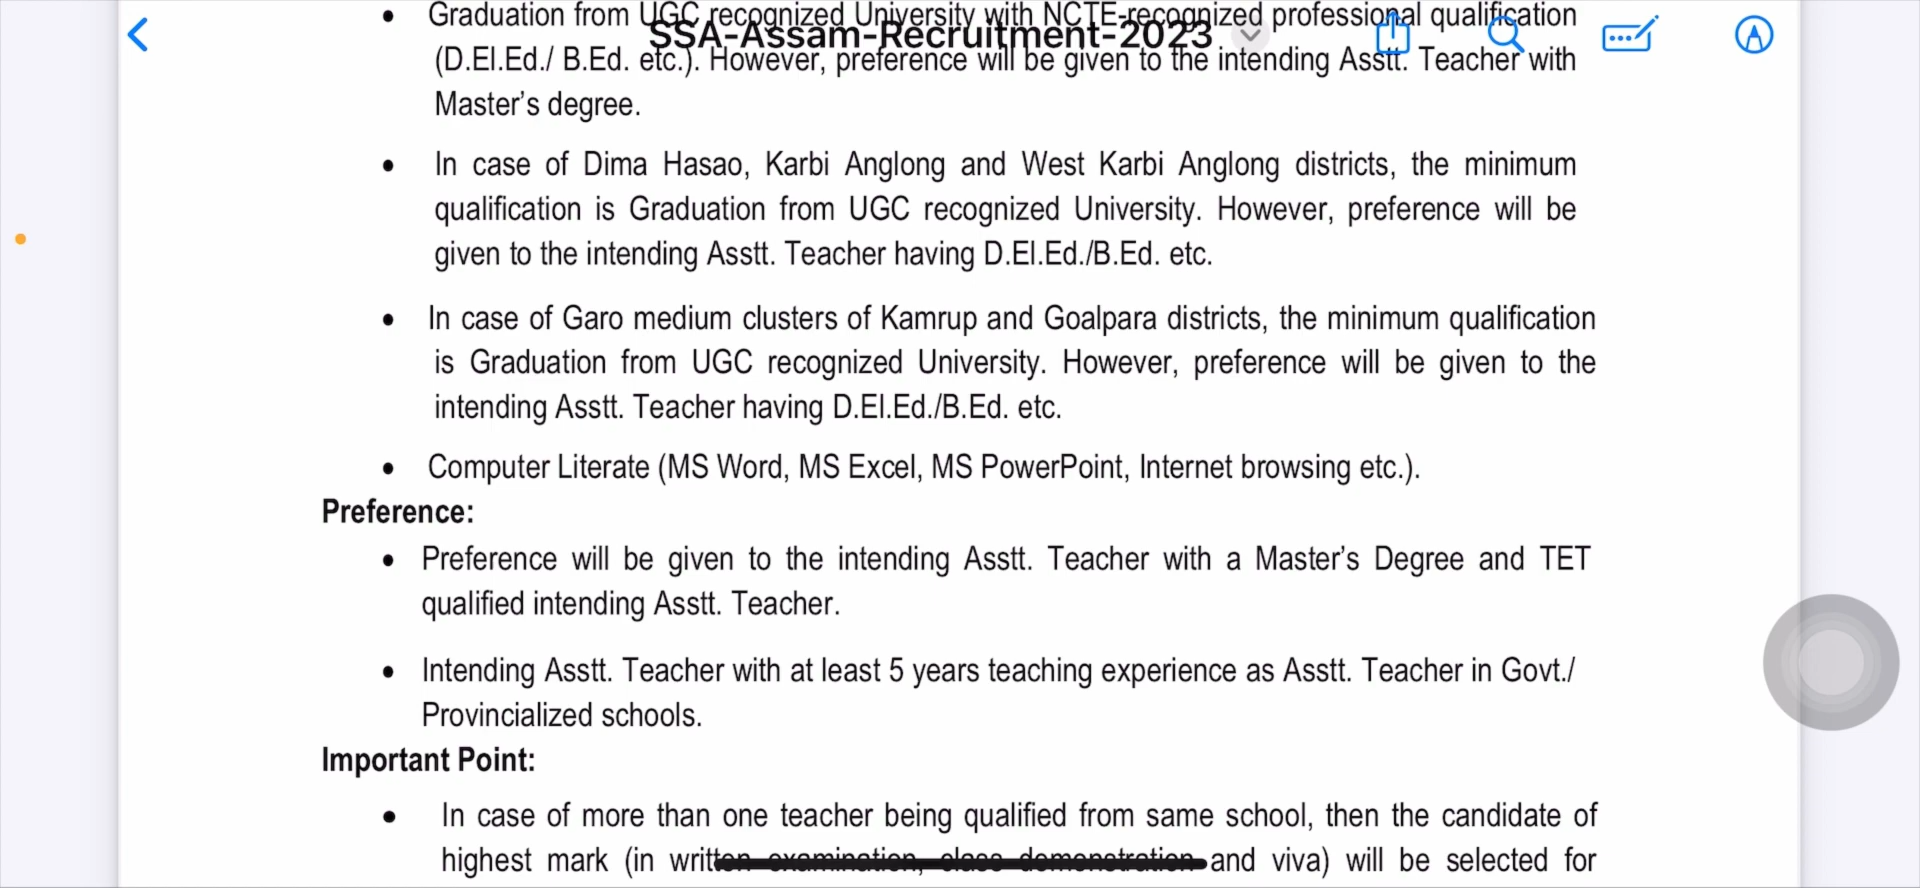 Graduation from UGC recognized University with NCTE-recognized professional qualification
SSA-Assam-Recruitment-2023
(D.El.Ed./ B.Ed. etc.). However, preference will be given to the intending Asstt. Teacher with
Master's degree.
In case of Dima Hasao, Karbi Anglong and West Karbi Anglong districts, the minimum
qualification is Graduation from UGC recognized University. However, preference will be
given to the intending Asstt. Teacher having D.El.Ed./B.Ed. etc.
In case of Garo medium clusters of Kamrup and Goalpara districts, the minimum qualification
is Graduation from UGC recognized University. However, preference will be given to the
intending Asstt. Teacher having D.El.Ed./B.Ed. etc.
Computer Literate (MS Word, MS Excel, MS PowerPoint, Internet browsing etc.).
Preference:
Preference will be given to the intending Asstt. Teacher with a Master's Degree and TET
qualified intending Asstt. Teacher.
Intending Asstt. Teacher with at least 5 years teaching experience as Asstt. Teacher in Govt./
Provincialized schools.
Important Point:
In case of more than one teacher being qualified from same school, then the candidate of
highest mark (in written examination, class demonstration and viva) will be selected for